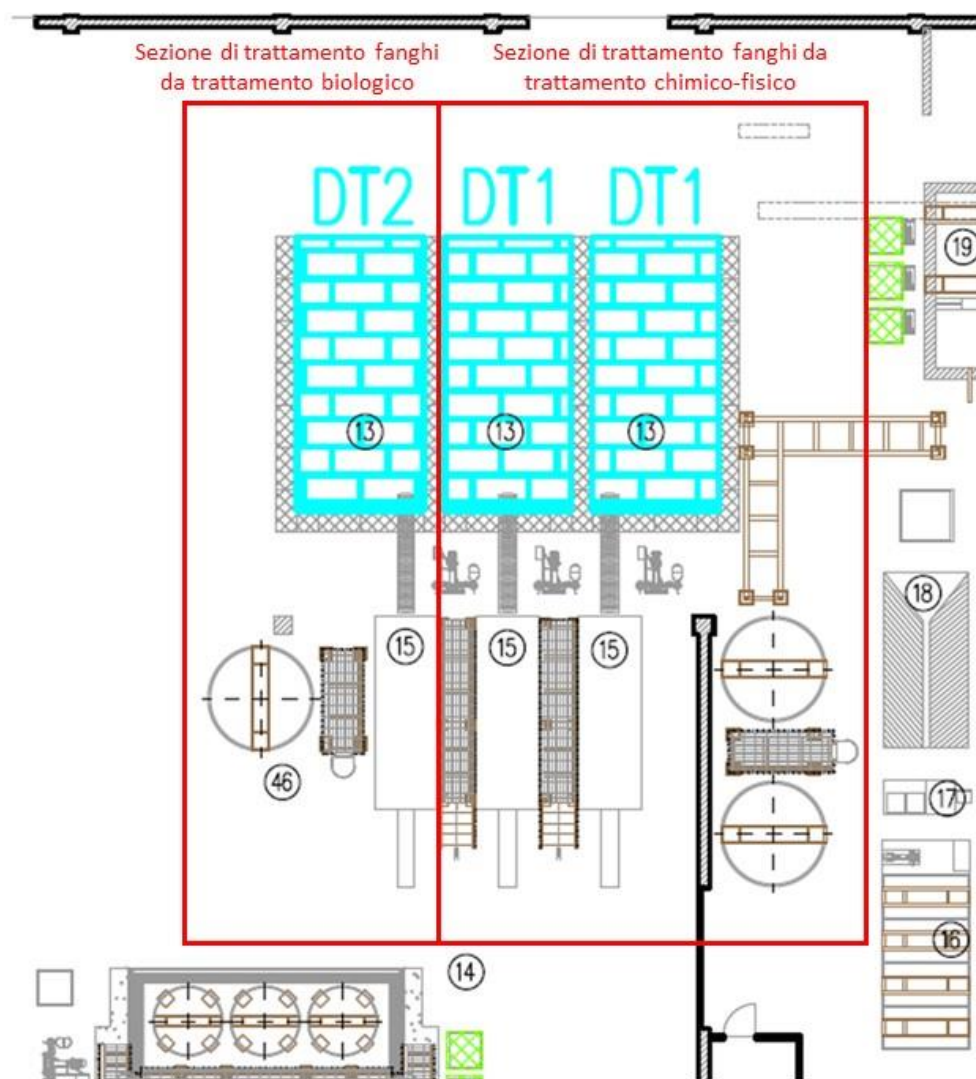 Sezione di trattamento fanghi
da trattamento biologico
Sezione di trattamento fanghi da
trattamento chimico-fisico
DT2 DT1 DT1
19
13 13 13
18
15 15 15
46
17
16
14